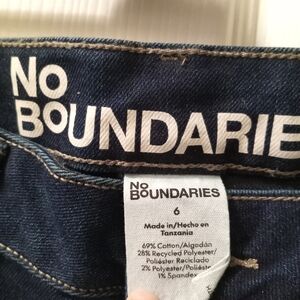 NO
BOUNDARIE
NO
BOUNDARIES
6
Made in/Hecho en
Tanzania
69% Cotton/Algodón
28% Recycled Polyester/
Poliéster Reciclado
2% Polyester/Poliéste
1% Spandex